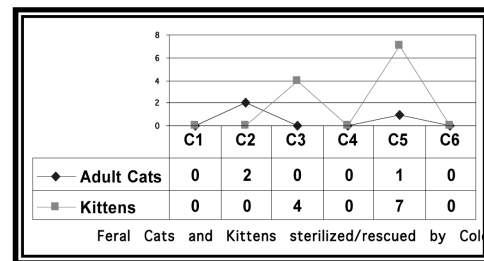 8
6
4
2
0
C1 C2 C3 C4 C5 C6
Adult Cats 0 2 0 0 1 0
Kittens 0 0 4 0 7 0
Feral Cats and Kittens sterilized/rescued by